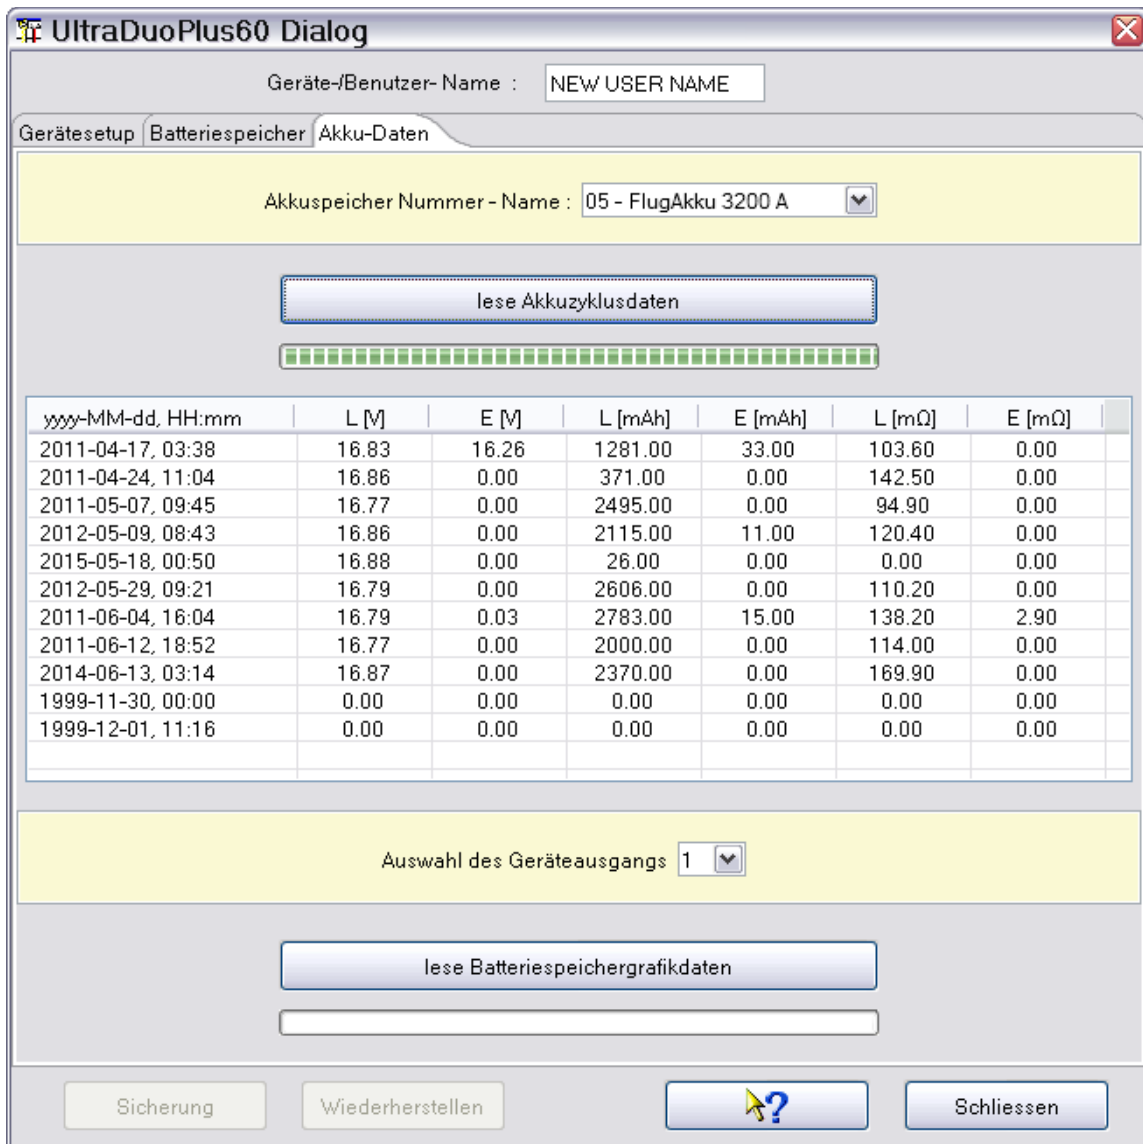 UltraDuoPlus60 Dialog
Geräte-/Benutzer- Name : NEW USER NAME
Gerätesetup Batteriespeicher Akku-Daten
Akkuspeicher Nummer - Name : 05 - FlugAkku 3200 A
lese Akkuzyklusdaten
yyyy-MM-dd, HH:mm L [V] E [V] L [mAh] E [mAh] L [mΩ] E [mΩ]
2011-04-17, 03:38 16.83 16.26 1281.00 33.00 103.60 0.00
2011-04-24, 11:04 16.86 0.00 371.00 0.00 142.50 0.00
2011-05-07, 09:45 16.77 0.00 2495.00 0.00 94.90 0.00
2012-05-09, 08:43 16.86 0.00 2115.00 11.00 120.40 0.00
2015-05-18, 00:50 16.88 0.00 26.00 0.00 0.00 0.00
2012-05-29, 09:21 16.79 0.00 2606.00 0.00 110.20 0.00
2011-06-04, 16:04 16.79 0.03 2783.00 15.00 138.20 2.90
2011-06-12, 18:52 16.77 0.00 2000.00 0.00 114.00 0.00
2014-06-13, 03:14 16.87 0.00 2370.00 0.00 169.90 0.00
1999-11-30, 00:00 0.00 0.00 0.00 0.00 0.00 0.00
1999-12-01, 11:16 0.00 0.00 0.00 0.00 0.00 0.00
Auswahl des Geräteausgangs 1
lese Batteriespeichergrafikdaten
Sicherung Wiederherstellen ? Schliessen